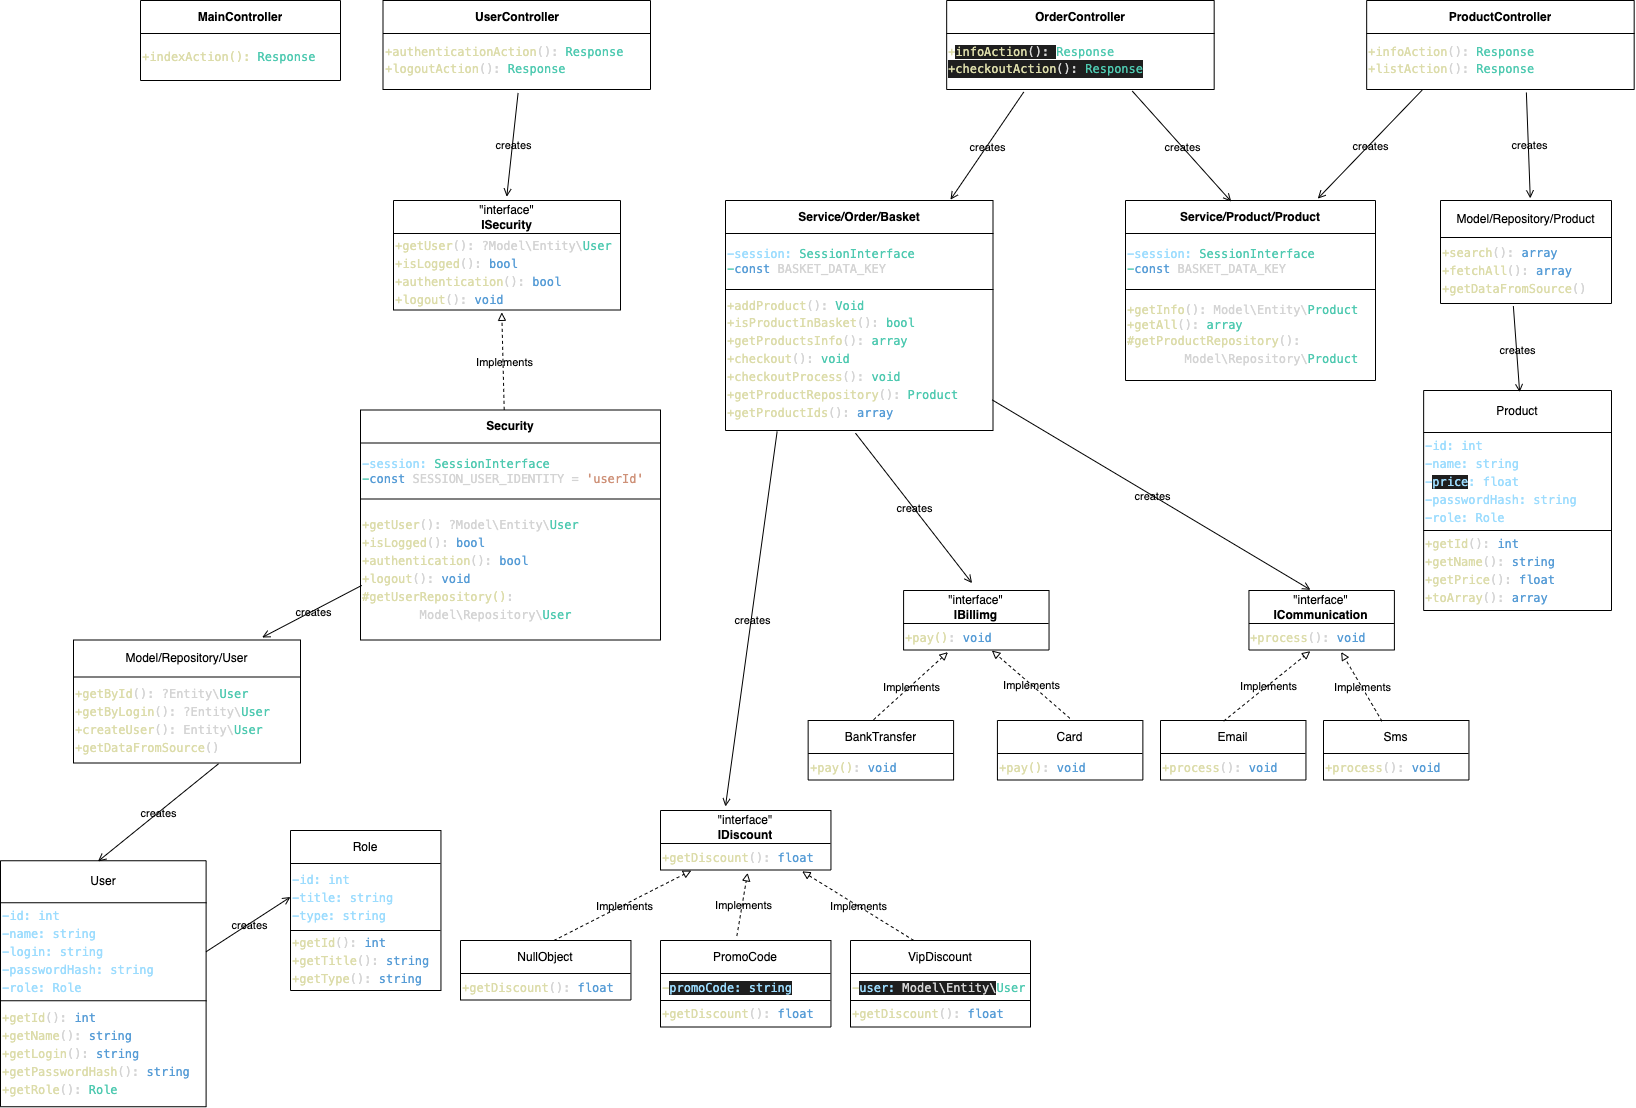 MainController
+indexAction(): Response
UserController
+authenticationAction(): Response
+logoutAction(): Response
OrderController
+infoAction(): Response
+checkoutAction(): Response
ProductController
+infoAction(): Response
+listAction(): Response
creates
creates
creates
creates
creates
"interface"
ISecurity
+getUser(): ?Model\Entity\User
+isLogged(): bool
+authentication(): bool
+logout(): void
Service/Order/Basket
-session: SessionInterface
-const BASKET_DATA_KEY
+addProduct(): Void
+isProductInBasket(): bool
+getProductsInfo(): array
+checkout(): void
+checkoutProcess(): void
+getProductRepository(): Product
+getProductIds(): array
Service/Product/Product
-session: SessionInterface
-const BASKET_DATA_KEY
+getInfo(): Model\Entity\Product
+getAll(): array
#getProductRepository():
Model\Repository\Product
Model/Repository/Product
+search(): array
+fetchAll(): array
+getDataFromSource()
Implements
creates
Security
-session: SessionInterface
-const SESSION_USER_IDENTITY = 'userId'
+getUser(): ?Model\Entity\User
+isLogged(): bool
+authentication(): bool
+logout(): void
#getUserRepository():
Model\Repository\User
Product
-id: int
-name: string
-price: float
-passwordHash: string
-role: Role
+getId(): int
+getName(): string
+getPrice(): float
+toArray(): array
creates
creates
creates
creates
"interface"
IBillimg
+pay(): void
"interface"
ICommunication
+process(): void
Model/Repository/User
+getById(): ?Entity\User
+getByLogin(): ?Entity\User
+createUser(): Entity\User
+getDataFromSource()
Implements
Implements
Implements
Implements
BankTransfer
+pay(): void
Card
+pay(): void
Email
+process(): void
Sms
+process(): void
creates
"interface"
IDiscount
+getDiscount(): float
User
-id: int
-name: string
-login: string
-passwordHash: string
-role: Role
+getId(): int
+getName(): string
+getLogin(): string
+getPasswordHash(): string
+getRole(): Role
creates
Role
-id: int
-title: string
-type: string
+getId(): int
+getTitle(): string
+getType(): string
Implements
Implements
Implements
NullObject
+getDiscount(): float
PromoCode
-promoCode: string
+getDiscount(): float
VipDiscount
-user: Model\Entity\User
+getDiscount(): float